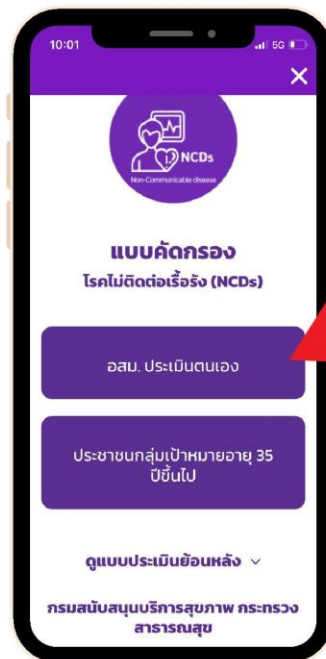 10:01
5G
NCDs
Non-Communicable disease
แบบคัดกรอง
โรคไม่ติดต่อเรื้อรัง (NCDs)
อสม. ประเมินตนเอง
ประชาชนกลุ่มเป้าหมายอายุ 35
ปีขึ้นไป
ดูแบบประเมินย้อนหลัง
กรมสนับสนุนบริการสุขภาพ กระทรวง
สาธารณสุข